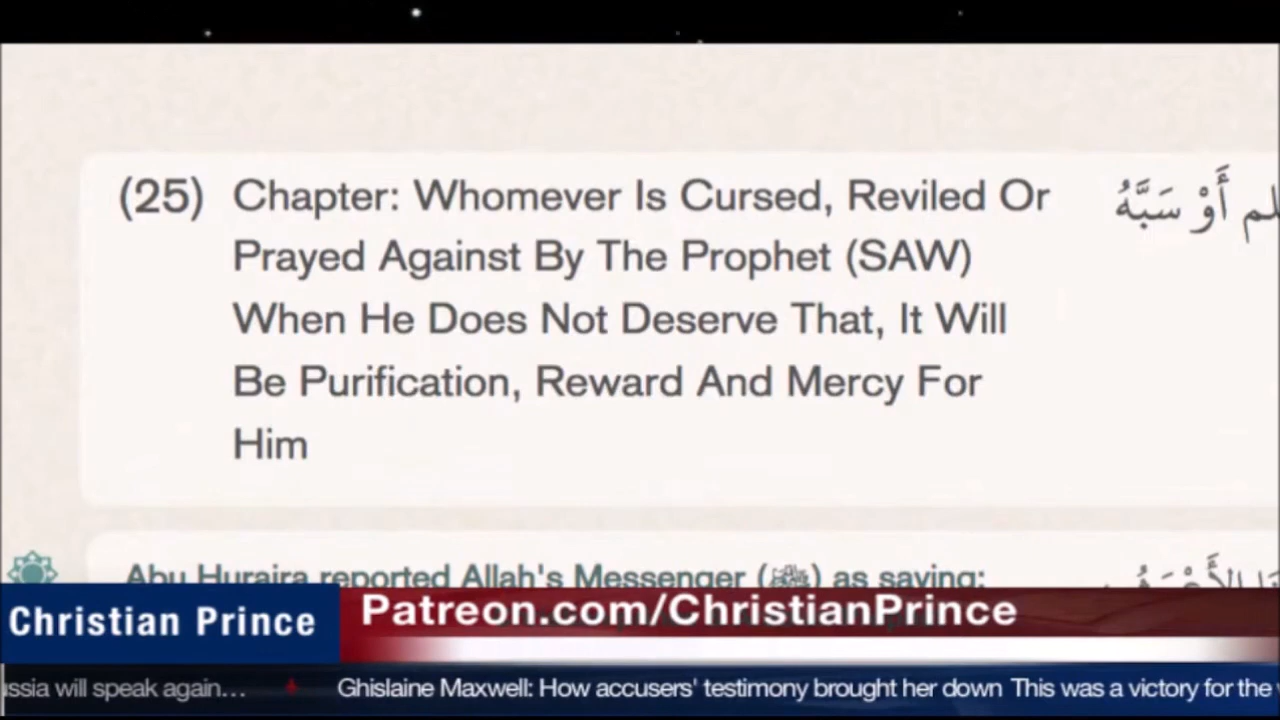 (25) Chapter: Whomever Is Cursed, Reviled Or
Prayed Against By The Prophet (SAW)
When He Does Not Deserve That, It Will
Be Purification, Reward And Mercy For
Him
أَوْ سَبَّهُ
Abu Huraira reported Allah's Messenger (ﷺ) as saying:
Christian Prince
Patreon.com/ChristianPrince
will speak again...
Ghislaine Maxwell: How accusers' testimony brought her down This was a victory for the